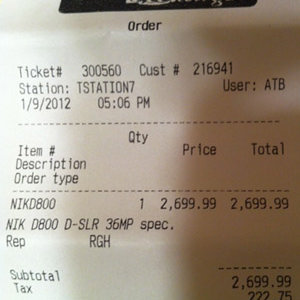 Order
Ticket# 300560 Cust # 216941
Station: TSTATION7 User: ATB
1/9/2012 05:06 PM
Qty
Item # Price Total
Description
Order type
NIKD800 1 2,699.99 2,699.99
NIK D800 D-SLR 36MP spec.
Rep RGH
Subtotal 2,699.99
Tax 222.75